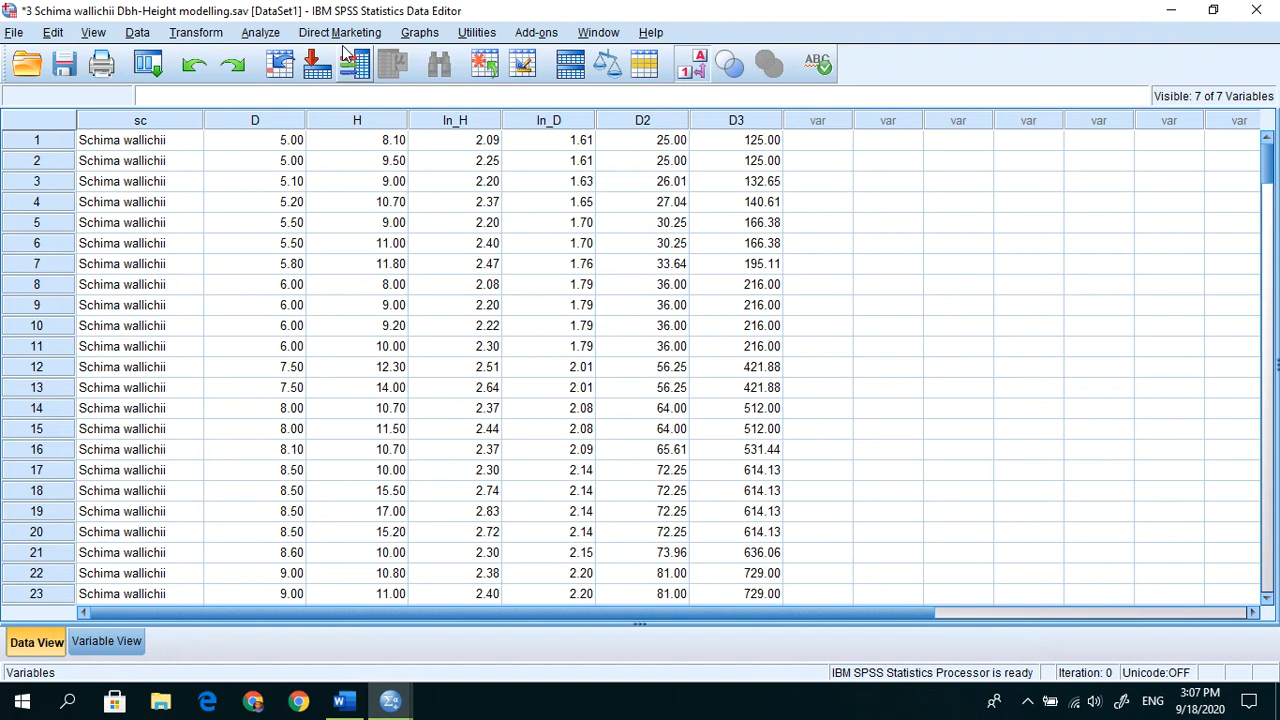 *3 Schima wallichii Dbh-Height modelling.sav [DataSet1] - IBM SPSS Statistics Data Editor
File Edit View Data Transform Analyze Direct Marketing Graphs Utilities Add-ons Window Help
Visible: 7 of 7 Variables
sc D H ln_H ln_D D2 D3 var var var var var var var
1 Schima wallichii 5.00 8.10 2.09 1.61 25.00 125.00
2 Schima wallichii 5.00 9.50 2.25 1.61 25.00 125.00
3 Schima wallichii 5.10 9.00 2.20 1.63 26.01 132.65
4 Schima wallichii 5.20 10.70 2.37 1.65 27.04 140.61
5 Schima wallichii 5.50 9.00 2.20 1.70 30.25 166.38
6 Schima wallichii 5.50 11.00 2.40 1.70 30.25 166.38
7 Schima wallichii 5.80 11.80 2.47 1.76 33.64 195.11
8 Schima wallichii 6.00 8.00 2.08 1.79 36.00 216.00
9 Schima wallichii 6.00 9.00 2.20 1.79 36.00 216.00
10 Schima wallichii 6.00 9.20 2.22 1.79 36.00 216.00
11 Schima wallichii 6.00 10.00 2.30 1.79 36.00 216.00
12 Schima wallichii 7.50 12.30 2.51 2.01 56.25 421.88
13 Schima wallichii 7.50 14.00 2.64 2.01 56.25 421.88
14 Schima wallichii 8.00 10.70 2.37 2.08 64.00 512.00
15 Schima wallichii 8.00 11.50 2.44 2.08 64.00 512.00
16 Schima wallichii 8.10 10.70 2.37 2.09 65.61 531.44
17 Schima wallichii 8.50 10.00 2.30 2.14 72.25 614.13
18 Schima wallichii 8.50 15.50 2.74 2.14 72.25 614.13
19 Schima wallichii 8.50 17.00 2.83 2.14 72.25 614.13
20 Schima wallichii 8.50 15.20 2.72 2.14 72.25 614.13
21 Schima wallichii 8.60 10.00 2.30 2.15 73.96 636.06
22 Schima wallichii 9.00 10.80 2.38 2.20 81.00 729.00
23 Schima wallichii 9.00 11.00 2.40 2.20 81.00 729.00
Data View Variable View
Variables IBM SPSS Statistics Processor is ready Iteration: 0 Unicode:OFF
ENG 3:07 PM
9/18/2020